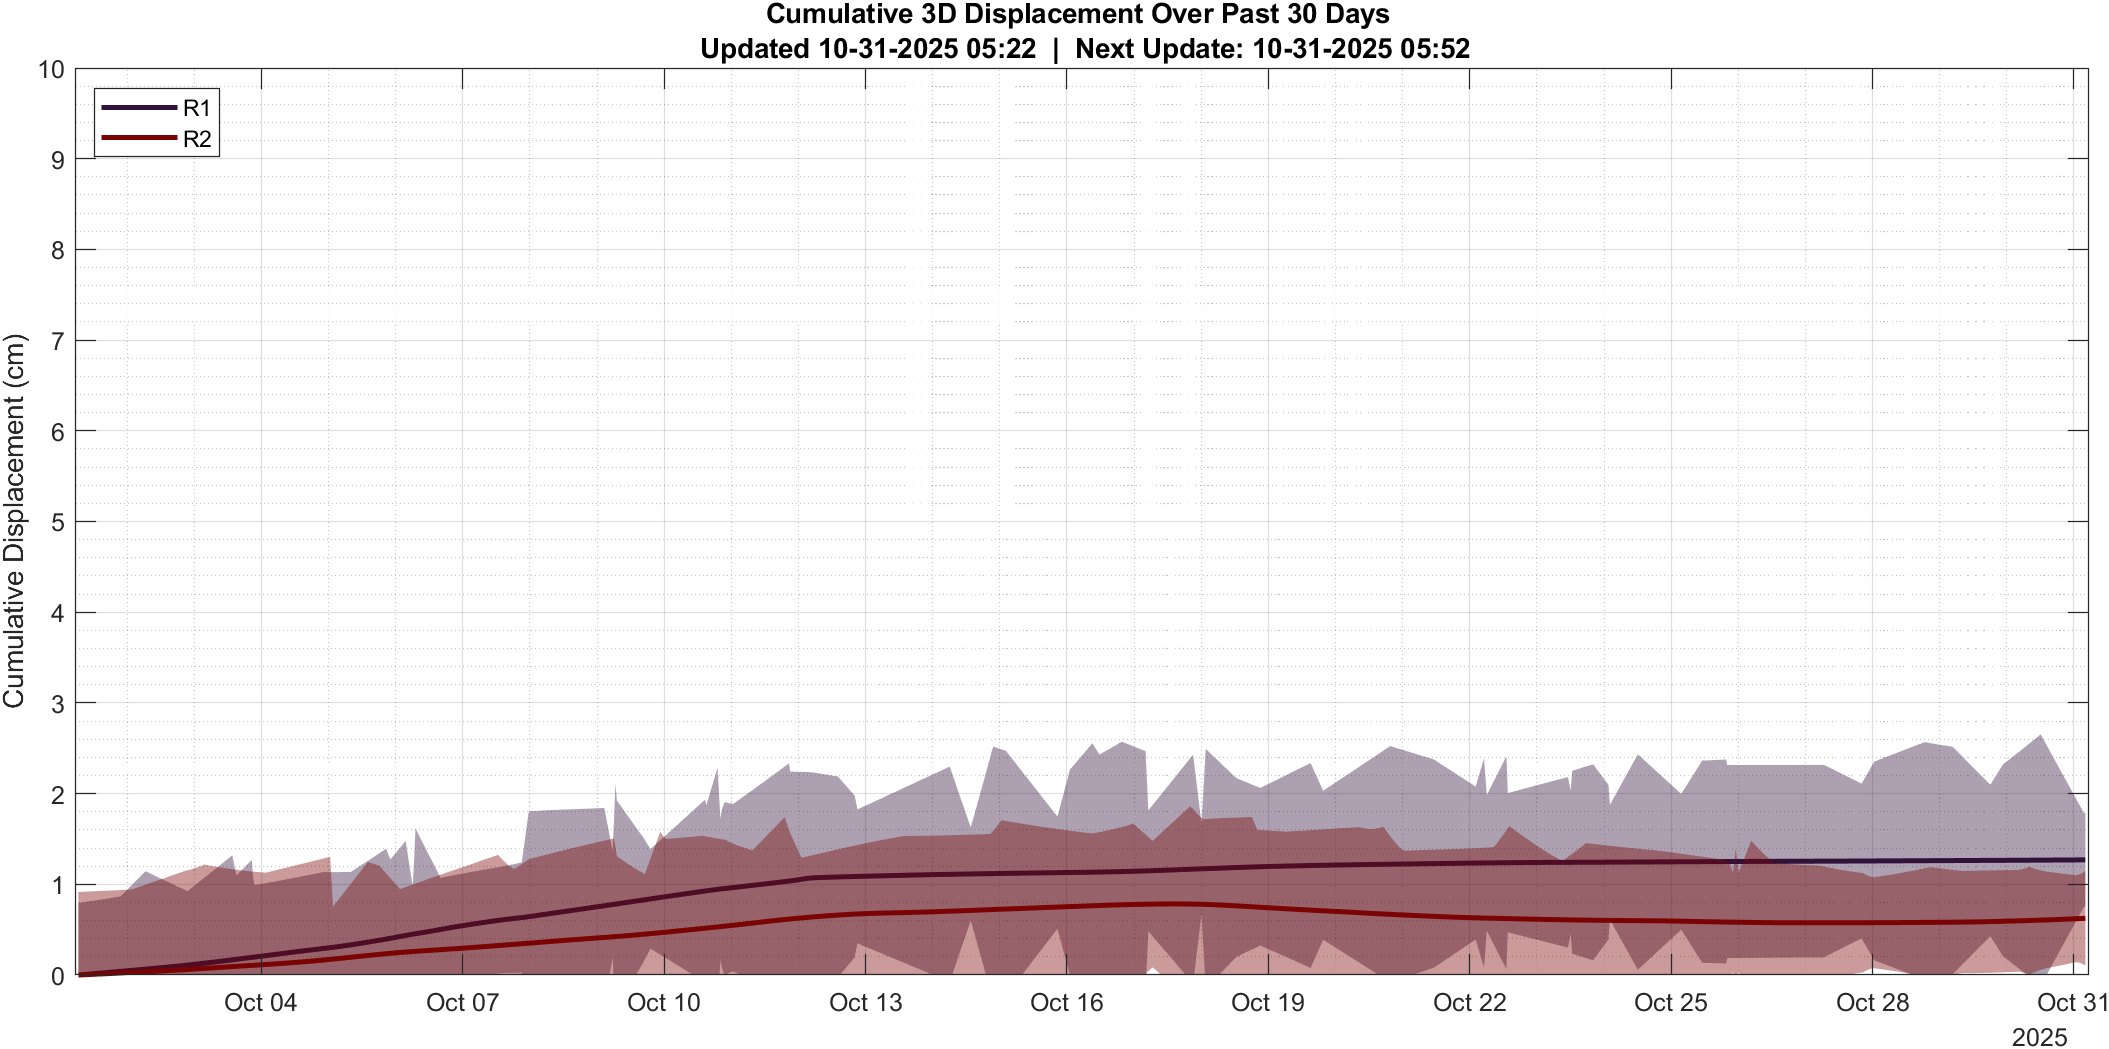 Cumulative 3D Displacement Over Past 30 Days
Updated 10-31-2025 05:22 | Next Update: 10-31-2025 05:52
R1
R2
Cumulative Displacement (cm)
10
9
8
7
6
5
4
3
2
1
0
Oct 04 Oct 07 Oct 10 Oct 13 Oct 16 Oct 19 Oct 22 Oct 25 Oct 28 Oct 31
2025